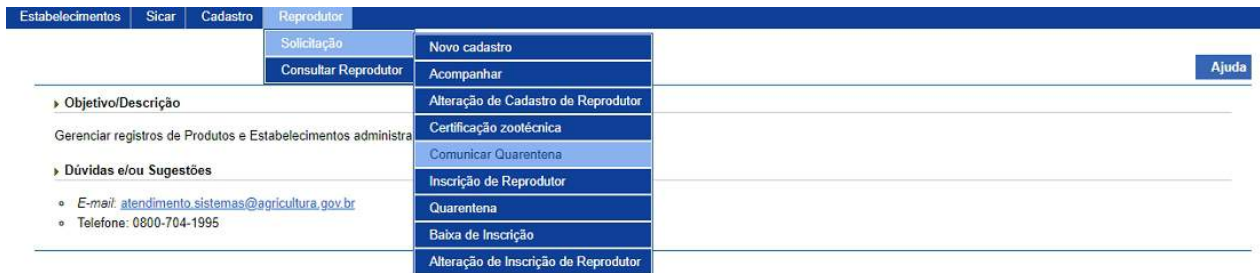 Estabelecimentos Sicar Cadastro Reprodutor
Solicitação
Consultar Reprodutor
Novo cadastro
Acompanhar
Alteração de Cadastro de Reprodutor
Certificação zootécnica
Comunicar Quarentena
Inscrição de Reprodutor
Quarentena
Baixa de Inscrição
Alteração de Inscrição de Reprodutor
Ajuda
Objetivo/Descrição
Gerenciar registros de Produtos e Estabelecimentos administra
Dúvidas e/ou Sugestões
E-mail: atendimento.sistemas@agricultura.gov.br
Telefone: 0800-704-1995